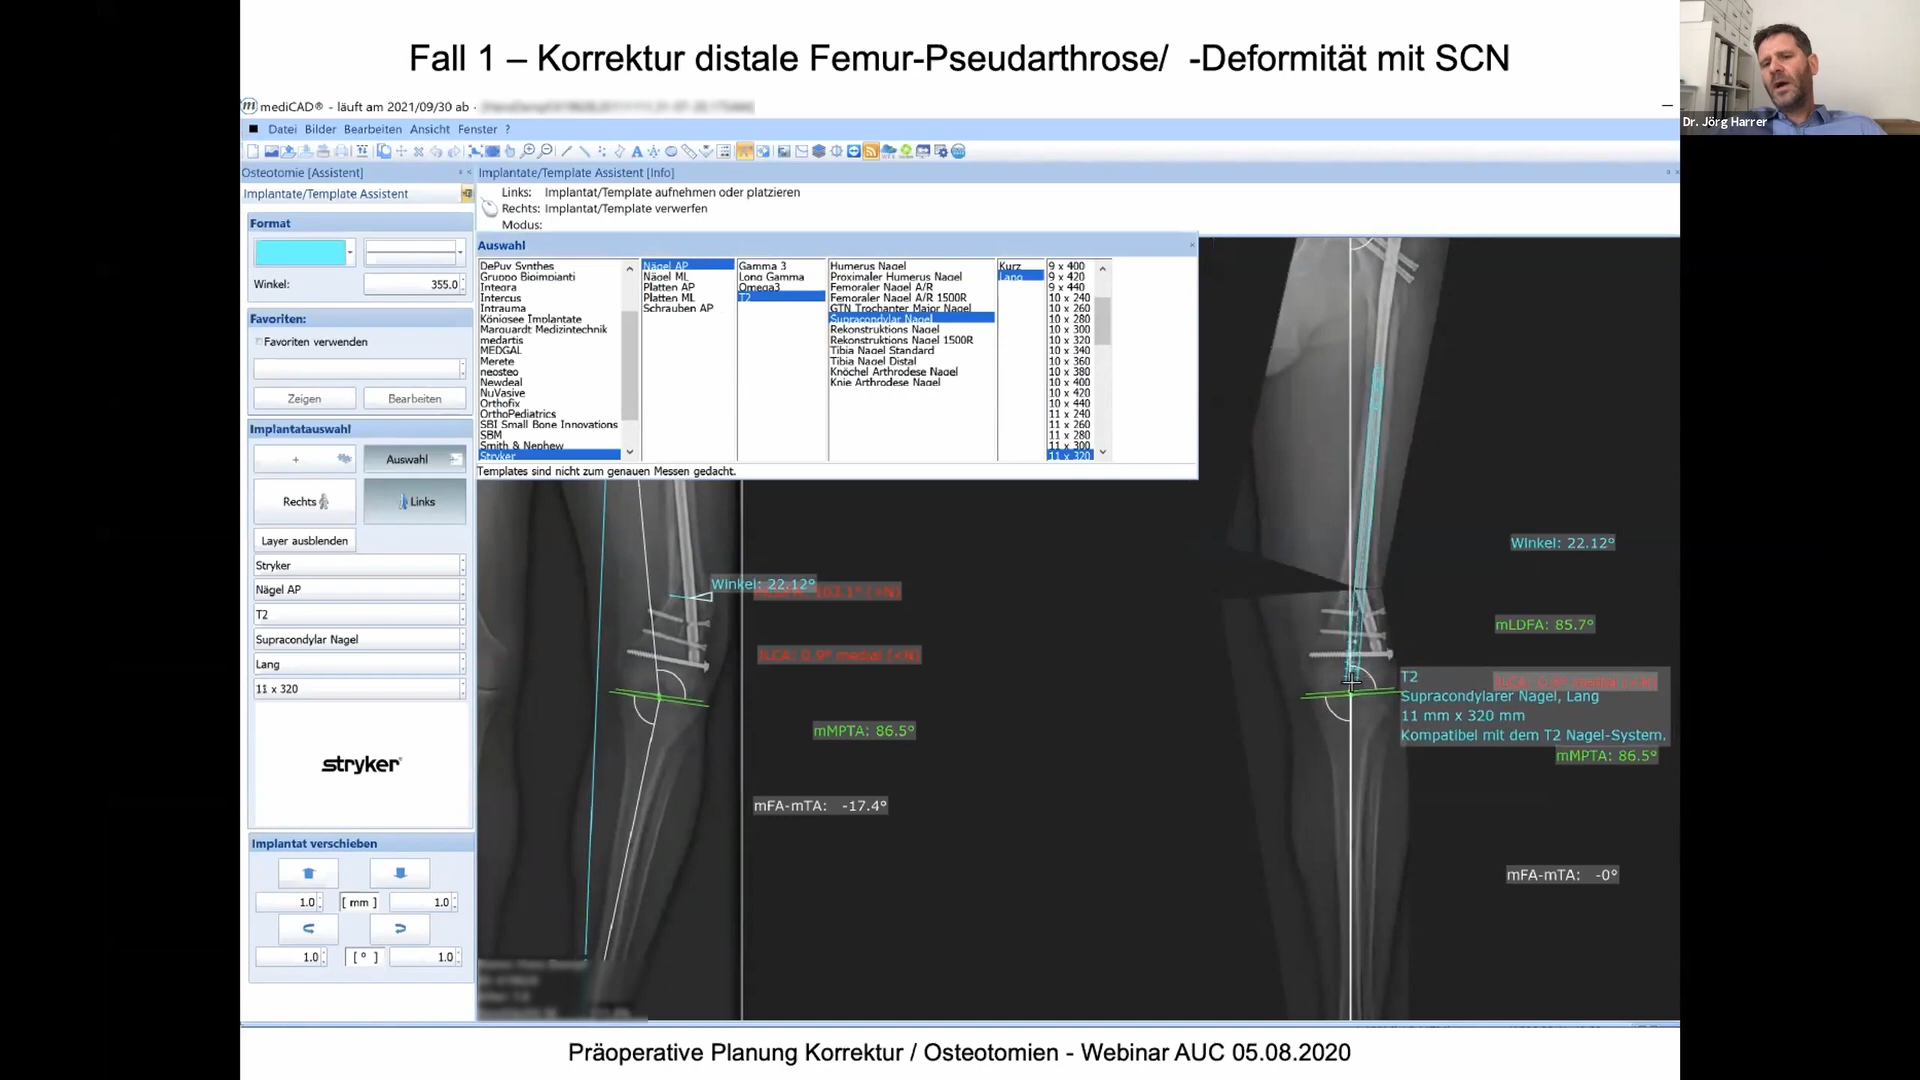 Fall 1 – Korrektur distale Femur-Pseudarthrose/ -Deformität mit SCN
Dr. Jörg Harrer
mediCAD® - läuft am 2021/09/30 ab -
Datei Bilder Bearbeiten Ansicht Fenster ?
Osteotomie [Assistent]
Implantate/Template Assistent
Format
Winkel: 355.0
Favoriten:
Favoriten verwenden
Zeigen Bearbeiten
Implantatauswahl
+ Auswahl
Rechts Links
Layer ausblenden
Stryker
Nägel AP
T2
Supracondylar Nagel
Lang
11 x 320
stryker®
Implantat verschieben
1.0 [ mm ] 1.0
1.0 [ ° ] 1.0
Implantate/Template Assistent [Info]
Links: Implantat/Template aufnehmen oder platzieren
Rechts: Implantat/Template verwerfen
Modus:
Auswahl
DePuy Synthes
Gruppo Bioimpianti
Integra
Intercus
Intrauma
Königsee Implantate
Marquardt Medizintechnik
medartis
MEDGAL
Merete
neosteo
Newdeal
NuVasive
Orthofix
OrthoPediatrics
SBI Small Bone Innovations
SBM
Smith & Nephew
Stryker
Nägel AP
Nägel ML
Platten AP
Platten ML
Schrauben AP
Gamma 3
Long Gamma
Omega3
T2
Humerus Nagel
Proximaler Humerus Nagel
Femoraler Nagel A/R
Femoraler Nagel A/R 1500R
GTN Trochanter Major Nagel
Supracondylar Nagel
Rekonstruktions Nagel
Rekonstruktions Nagel 1500R
Tibia Nagel Standard
Tibia Nagel Distal
Knöchel Arthrodese Nagel
Knie Arthrodese Nagel
Kurz
Lang
9 x 400
9 x 420
9 x 440
10 x 240
10 x 260
10 x 280
10 x 300
10 x 320
10 x 340
10 x 360
10 x 380
10 x 400
10 x 420
10 x 440
11 x 240
11 x 260
11 x 280
11 x 300
11 x 320
Templates sind nicht zum genauen Messen gedacht.
Winkel: 22.12°
mMPTA: 86.5°
mFA-mTA: -17.4°
Winkel: 22.12°
mLDFA: 85.7°
T2
Supracondylarer Nagel, Lang
11 mm x 320 mm
Kompatibel mit dem T2 Nagel-System.
mMPTA: 86.5°
mFA-mTA: -0°
Präoperative Planung Korrektur / Osteotomien - Webinar AUC 05.08.2020